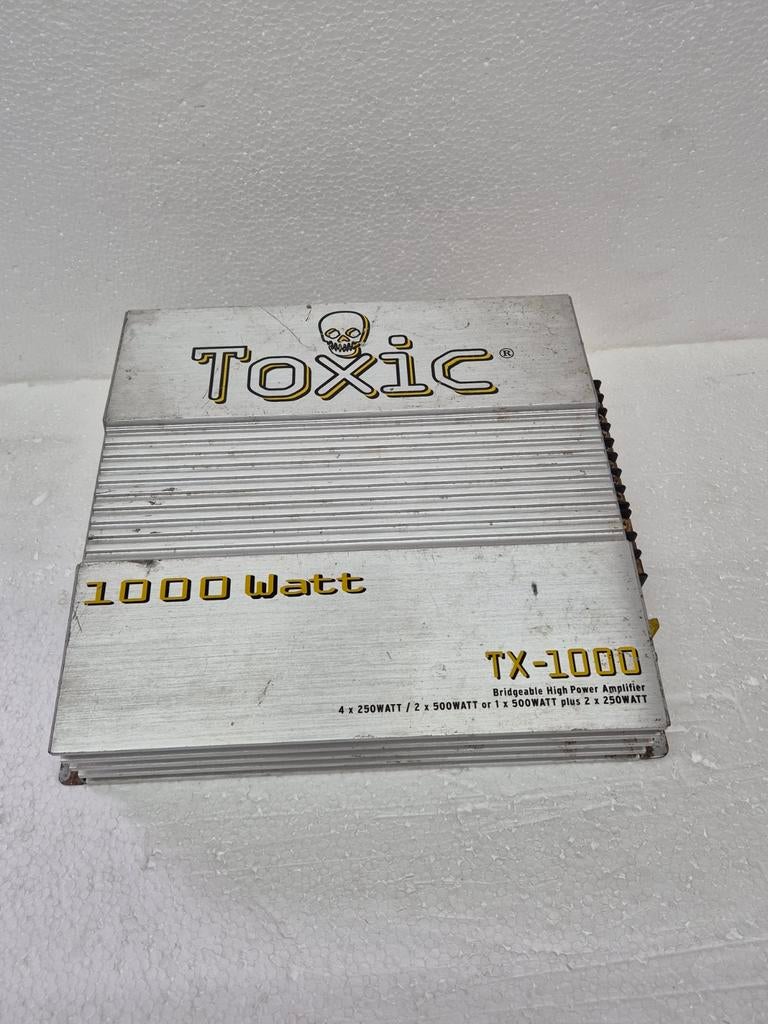 Toxic®
1000 Watt
TX-1000
Bridgeable High Power Amplifier
4 x 250WATT / 2 x 500WATT or 1 x 500WATT plus 2 x 250WATT